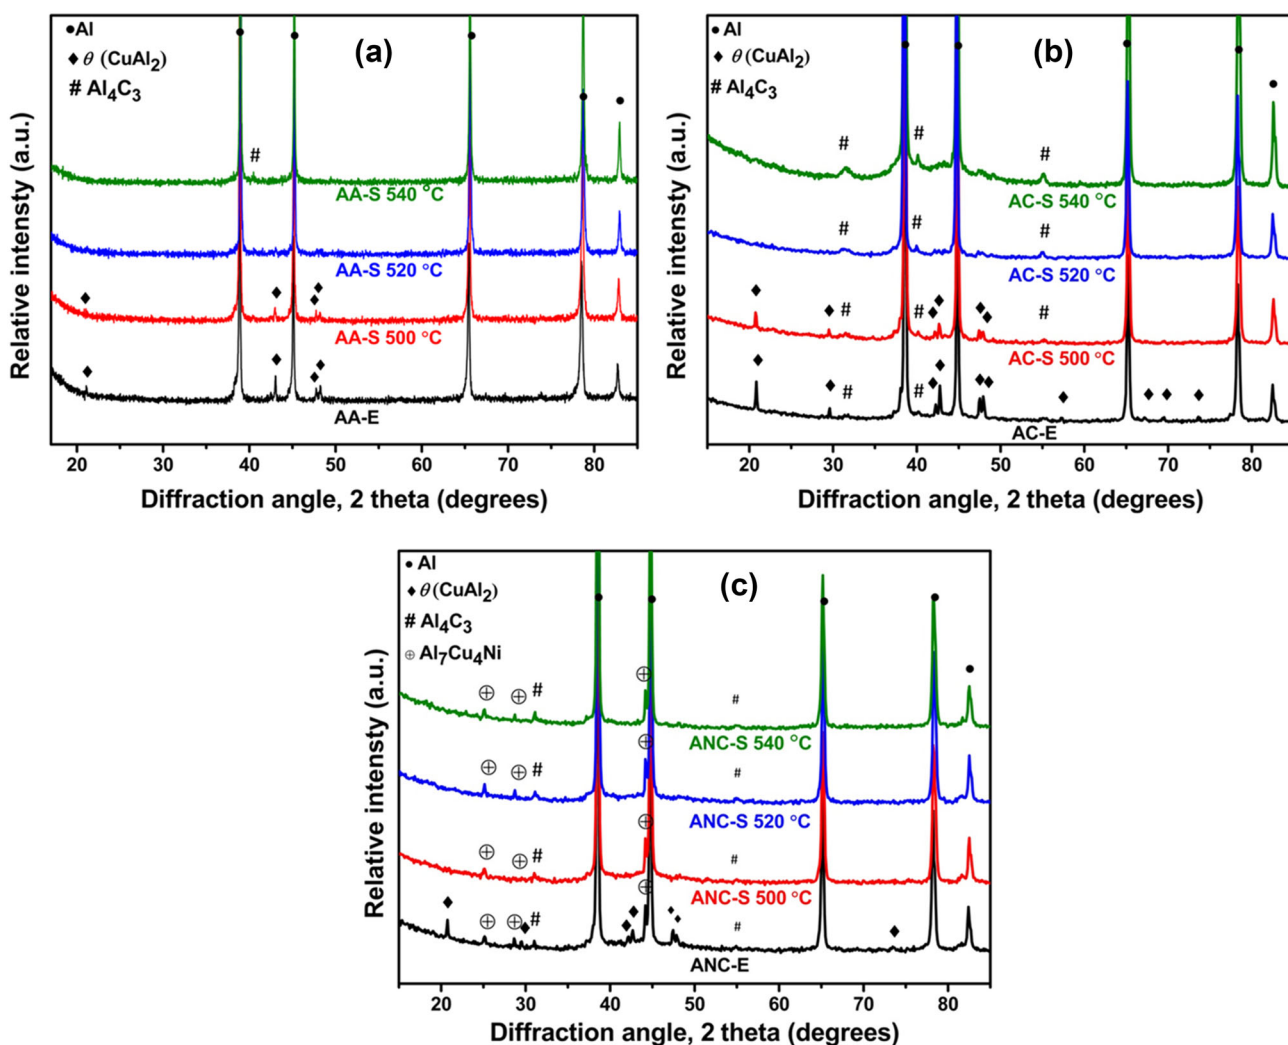 ●Al
(a)
◆ θ (CuAl2)
# Al4C3
#
AA-S 540 °C
AA-S 520 °C
AA-S 500 °C
AA-E
Relative intensty (a.u.)
20 30 40 50 60 70 80
Diffraction angle, 2 theta (degrees)
● Al
(b)
◆ θ(CuAl2)
# Al4C3
# # #
AC-S 540 °C
# # #
AC-S 520 °C
# # #
AC-S 500 °C
# #
AC-E
Relative intensty (a.u.)
20 30 40 50 60 70 80
Diffraction angle, 2 theta (degrees)
● Al
(c)
◆ θ(CuAl2)
# Al4C3
⊕ Al7Cu4Ni
# #
ANC-S 540 °C
# #
ANC-S 520 °C
# #
ANC-S 500 °C
# #
ANC-E
Relative intensty (a.u.)
20 30 40 50 60 70 80
Diffraction angle, 2 theta (degrees)